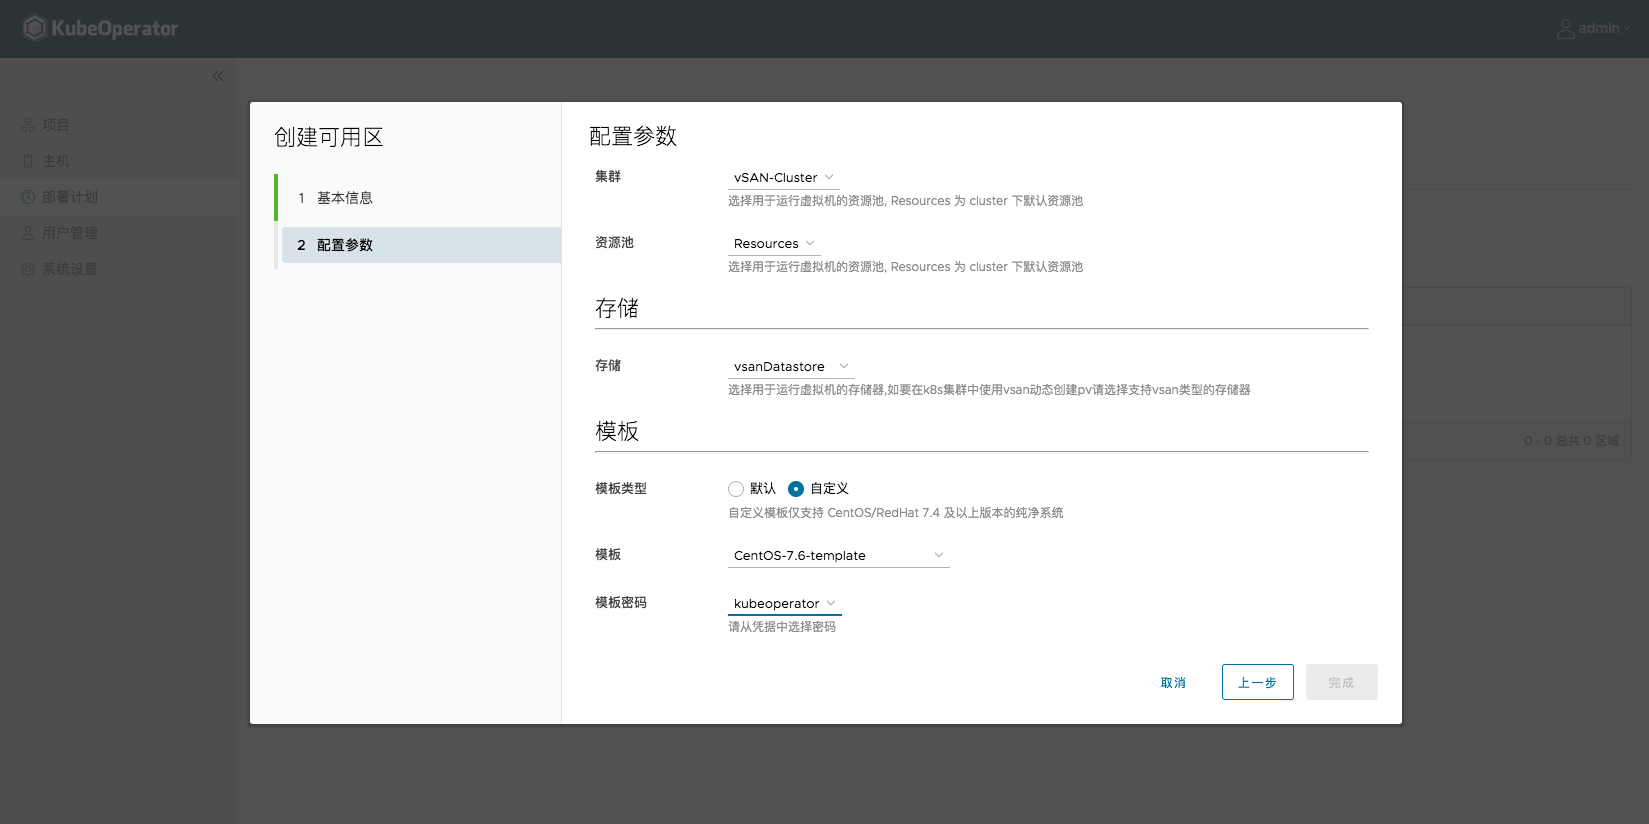 KubeOperator
admin
项目
主机
部署计划
用户管理
系统设置
创建可用区
1 基本信息
2 配置参数
配置参数
集群 vSAN-Cluster
选择用于运行虚拟机的资源池, Resources 为 cluster 下默认资源池
资源池 Resources
选择用于运行虚拟机的资源池, Resources 为 cluster 下默认资源池
存储
存储 vsanDatastore
选择用于运行虚拟机的存储器,如要在k8s集群中使用vsan动态创建pv请选择支持vsan类型的存储器
模板
模板类型 默认 自定义
自定义模板仅支持 CentOS/RedHat 7.4 及以上版本的纯净系统
模板 CentOS-7.6-template
模板密码 kubeoperator
请从凭据中选择密码
取消 上一步 完成
0 - 0 总共 0 区域